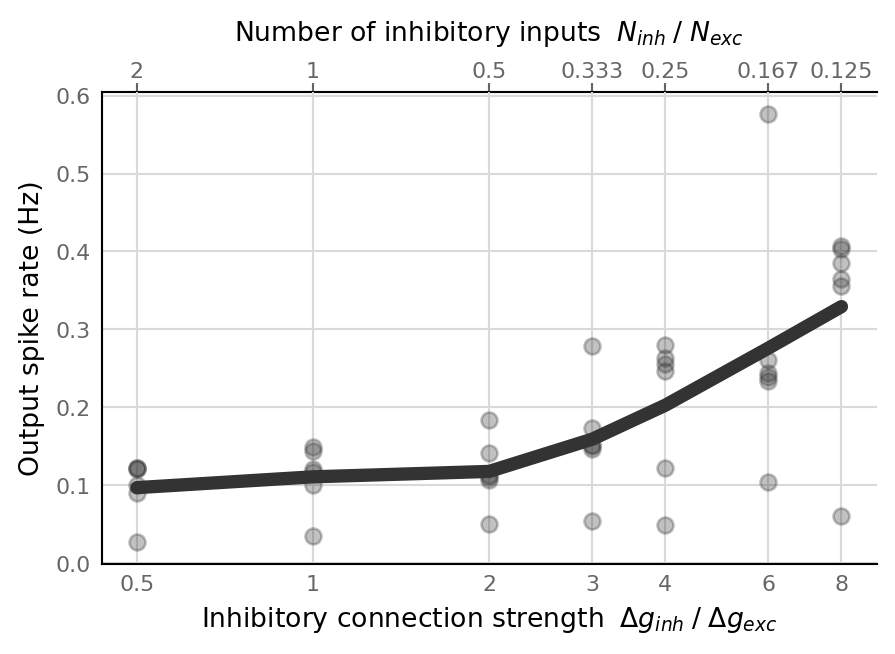 Number of inhibitory inputs N_inh / N_exc
2 1 0.5 0.333 0.25 0.167 0.125
Output spike rate (Hz)
0.6
0.5
0.4
0.3
0.2
0.1
0.0
0.5 1 2 3 4 6 8
Inhibitory connection strength Δg_inh / Δg_exc